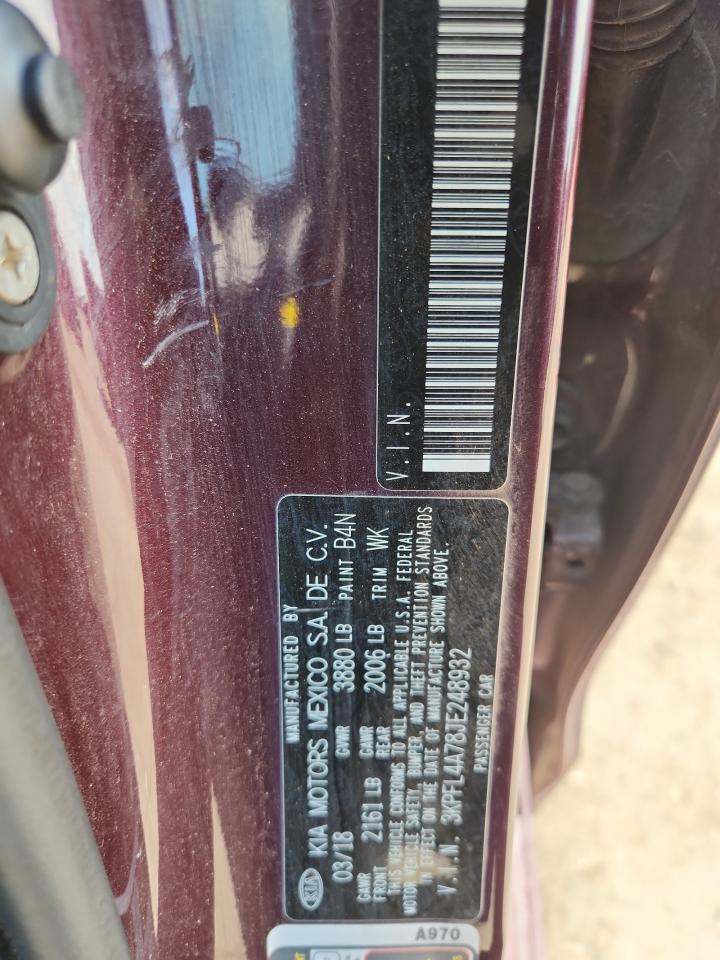 V.I.N.
MANUFACTURED BY
KIA KIA MOTORS MEXICO S.A. DE C.V.
03/18 GVWR 3880 LB PAINT B4N
GAWR FRONT 2161 LB GAWR REAR 2006 LB TRIM WK
THIS VEHICLE CONFORMS TO ALL APPLICABLE U.S.A. FEDERAL
MOTOR VEHICLE SAFETY, BUMPER, AND THEFT PREVENTION STANDARDS
IN EFFECT ON THE DATE OF MANUFACTURE SHOWN ABOVE.
V.I.N. 3KPFL4A78JE248932
PASSENGER CAR
A970